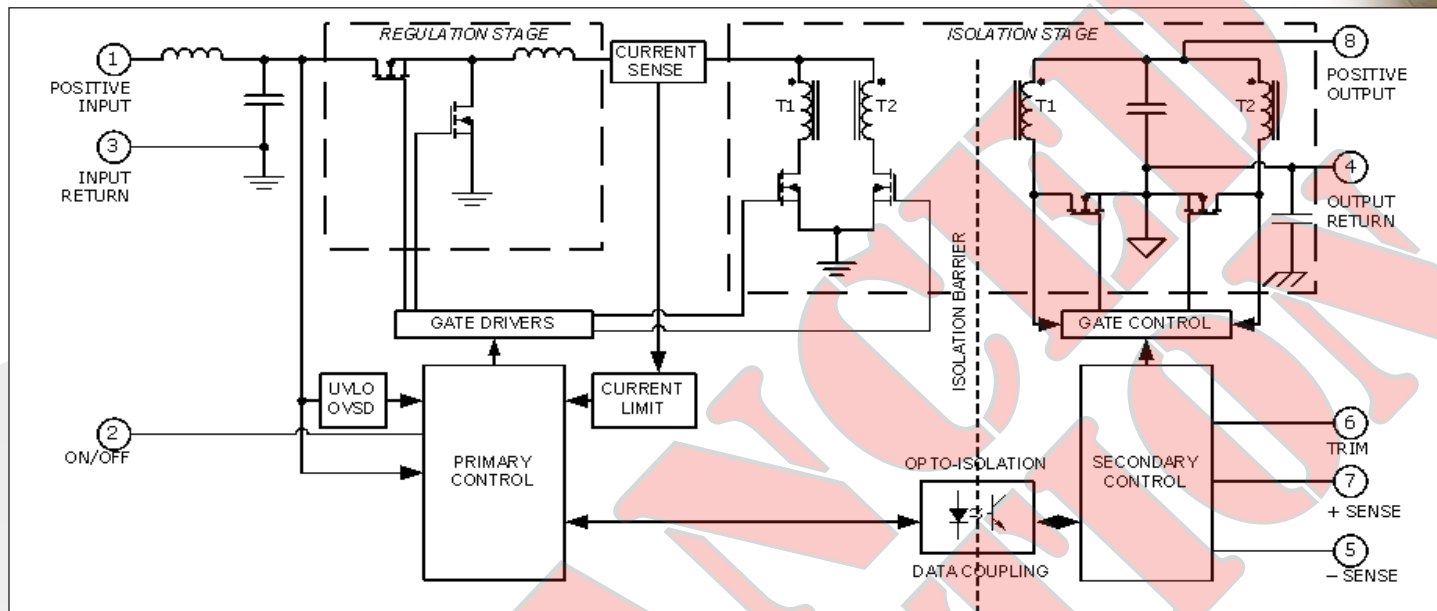 REGULATION STAGE
ISOLATION STAGE
1
POSITIVE
INPUT
CURRENT
SENSE
8
POSITIVE
OUTPUT
T1
T2
T1
T2
3
INPUT
RETURN
4
OUTPUT
RETURN
ISOLATION BARRIER
GATE DRIVERS
GATE CONTROL
UVLO
OVSD
CURRENT
LIMIT
2
ON/OFF
PRIMARY
CONTROL
OPTO-ISOLATION
DATA COUPLING
SECONDARY
CONTROL
6
TRIM
7
+ SENSE
5
– SENSE